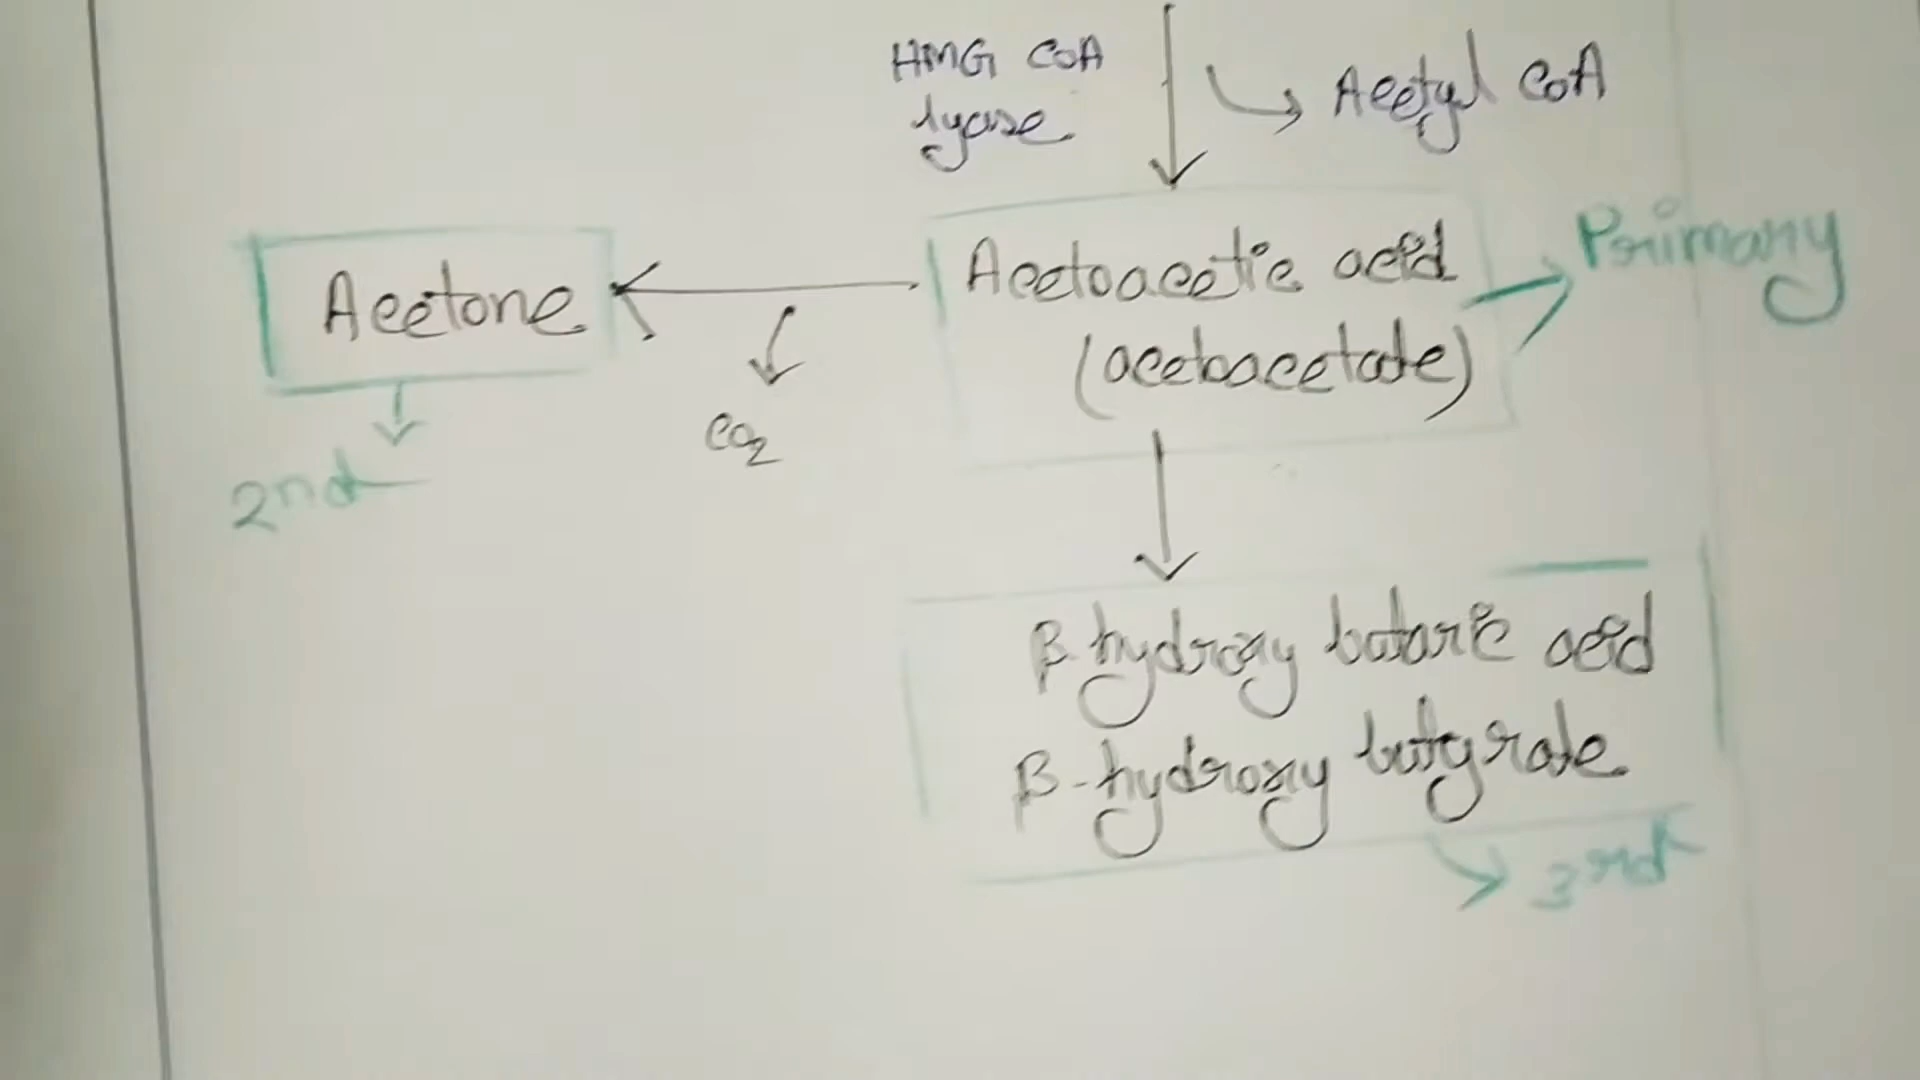 HMG CoA
lyase
Acetyl CoA
Acetoacetic acid
(acetoacetate)
Primary
Acetone
CO2
2nd
β-hydroxy butaric acid
β-hydroxy butyrate
3rd